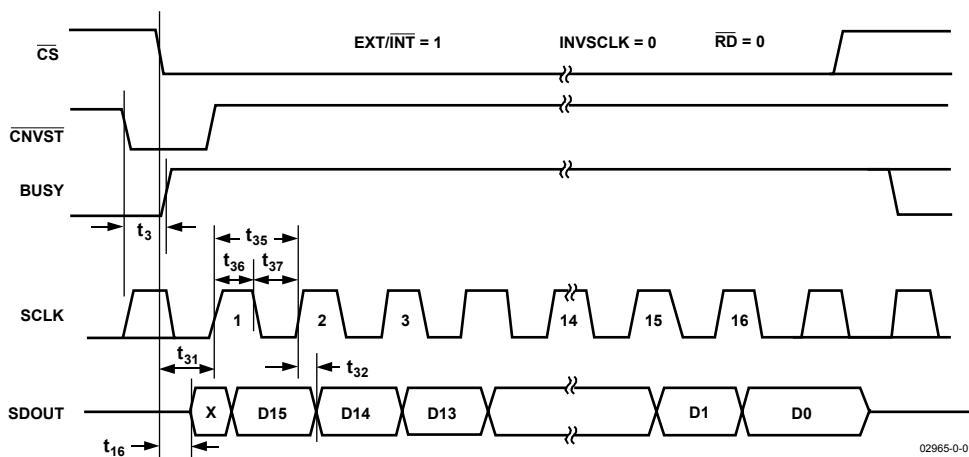 EXT/INT = 1 INVSCLK = 0 RD = 0
CS
CNVST
BUSY
t3
t35
t36 t37
SCLK
1 2 3 14 15 16
t31
t32
SDOUT
X D15 D14 D13 D1 D0
t16
02965-0-0